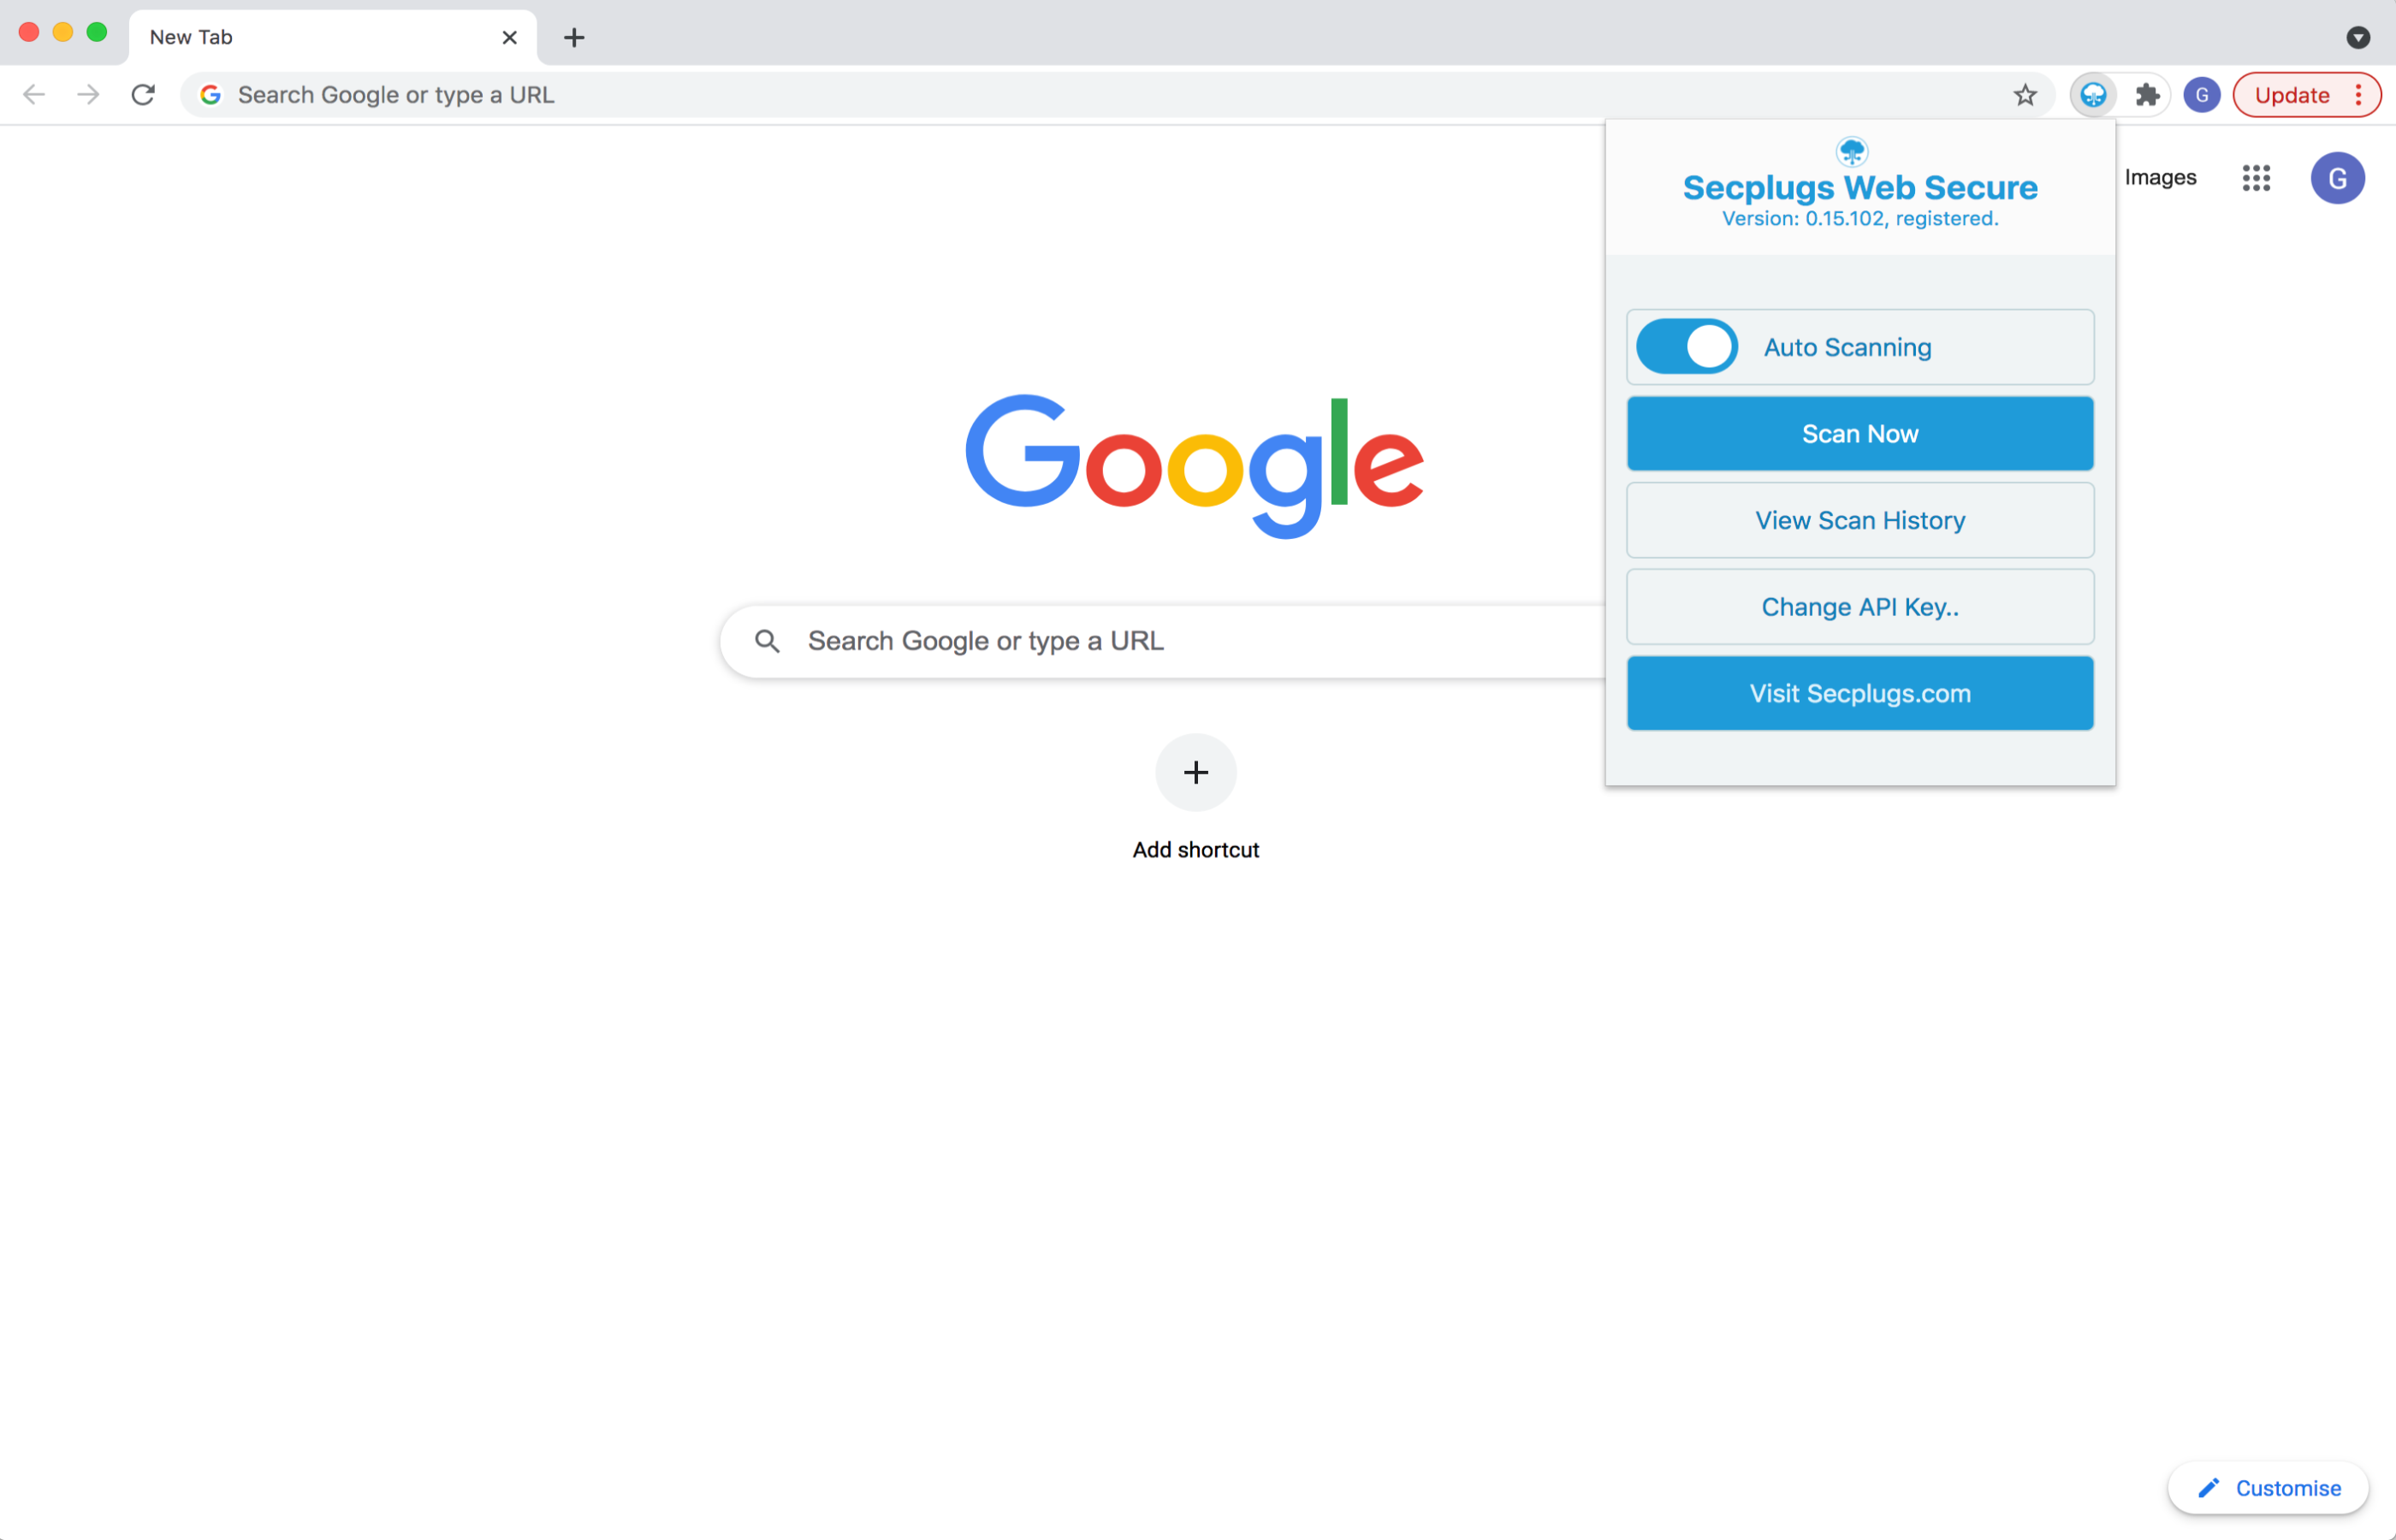 New Tab
Search Google or type a URL
G
Update
Secplugs Web Secure
Version: 0.15.102, registered.
Images
G
Auto Scanning
Scan Now
View Scan History
Change API Key..
Visit Secplugs.com
Google
Search Google or type a URL
Add shortcut
Customise